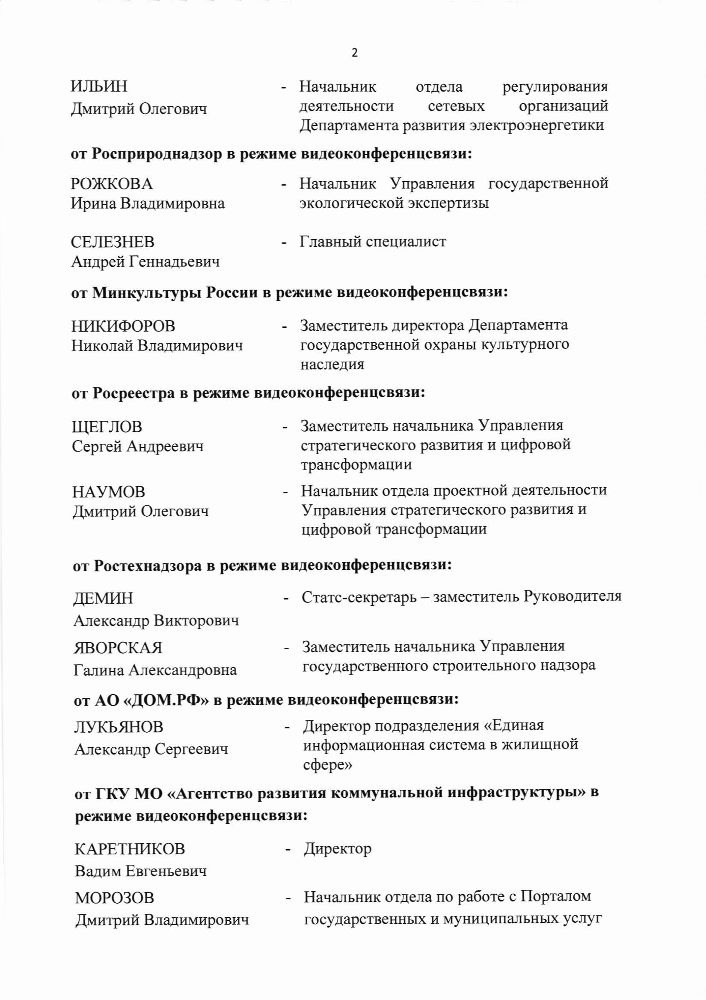 2
ИЛЬИН - Начальник отдела регулирования
Дмитрий Олегович деятельности сетевых организаций
Департамента развития электроэнергетики
от Росприроднадзор в режиме видеоконференцсвязи:
РОЖКОВА - Начальник Управления государственной
Ирина Владимировна экологической экспертизы
СЕЛЕЗНЕВ - Главный специалист
Андрей Геннадьевич
от Минкультуры России в режиме видеоконференцсвязи:
НИКИФОРОВ - Заместитель директора Департамента
Николай Владимирович государственной охраны культурного
наследия
от Росреестра в режиме видеоконференцсвязи:
ЩЕГЛОВ - Заместитель начальника Управления
Сергей Андреевич стратегического развития и цифровой
трансформации
НАУМОВ - Начальник отдела проектной деятельности
Дмитрий Олегович Управления стратегического развития и
цифровой трансформации
от Ростехнадзора в режиме видеоконференцсвязи:
ДЕМИН - Статс-секретарь – заместитель Руководителя
Александр Викторович
ЯВОРСКАЯ - Заместитель начальника Управления
Галина Александровна государственного строительного надзора
от АО «ДОМ.РФ» в режиме видеоконференцсвязи:
ЛУКЬЯНОВ - Директор подразделения «Единая
Александр Сергеевич информационная система в жилищной
сфере»
от ГКУ МО «Агентство развития коммунальной инфраструктуры» в
режиме видеоконференцсвязи:
КАРЕТНИКОВ - Директор
Вадим Евгеньевич
МОРОЗОВ - Начальник отдела по работе с Порталом
Дмитрий Владимирович государственных и муниципальных услуг